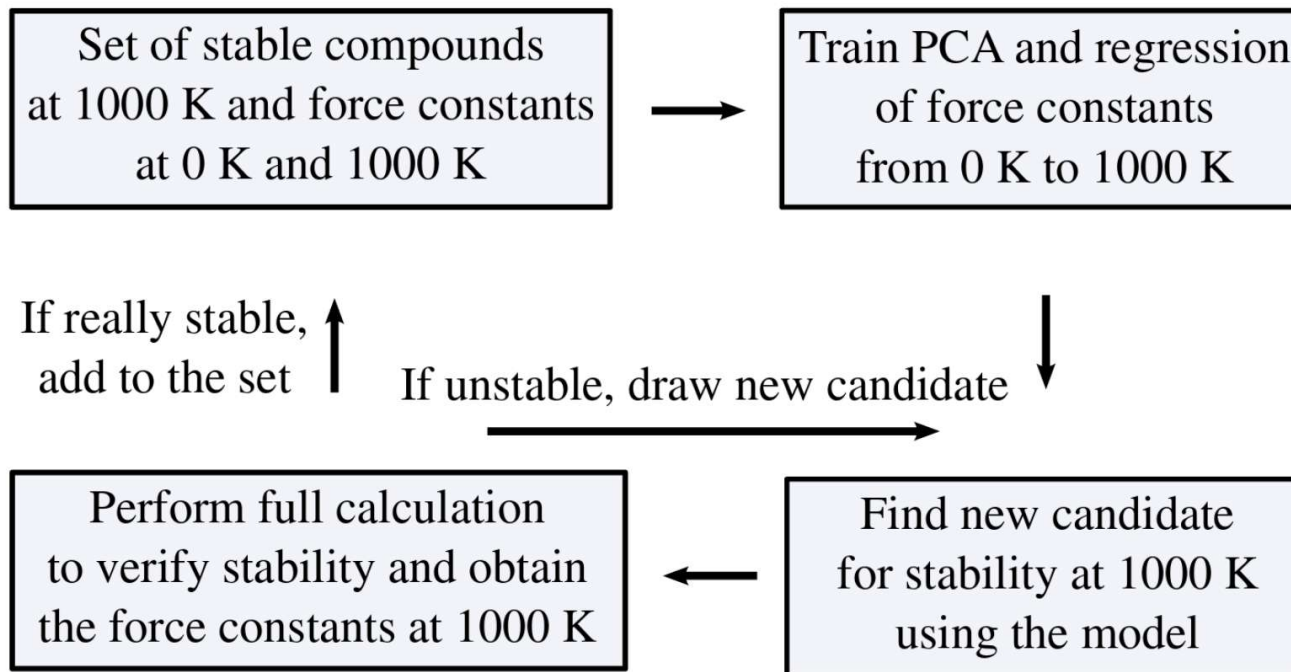 Set of stable compounds
at 1000 K and force constants
at 0 K and 1000 K
Train PCA and regression
of force constants
from 0 K to 1000 K
If really stable,
add to the set
If unstable, draw new candidate
Perform full calculation
to verify stability and obtain
the force constants at 1000 K
Find new candidate
for stability at 1000 K
using the model